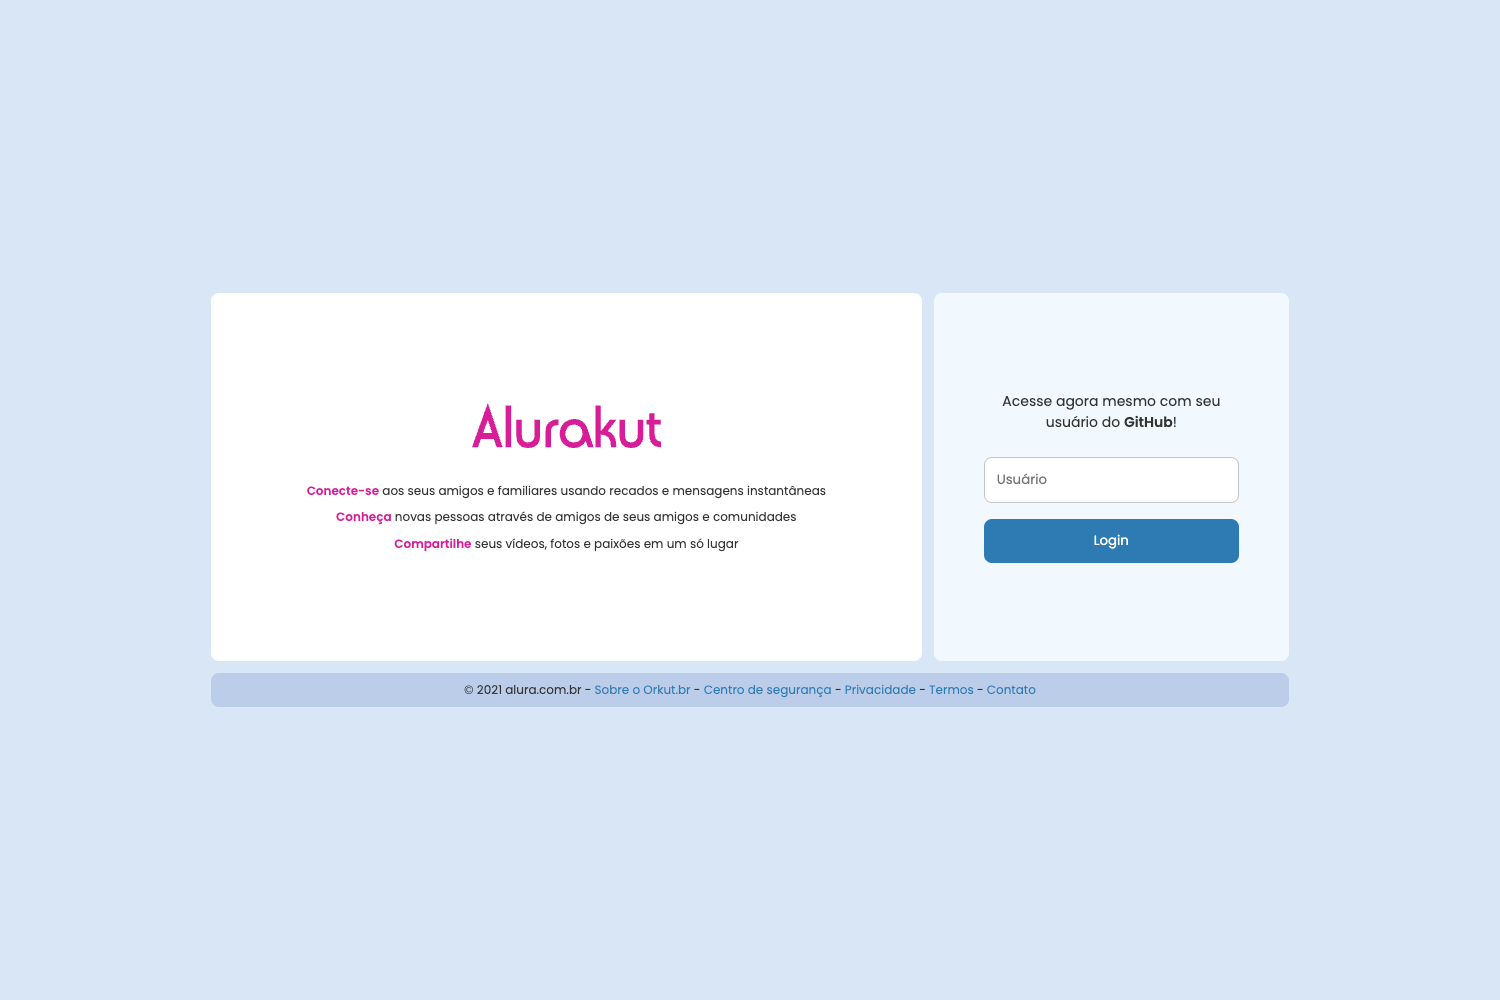 Alurakut
Conecte-se aos seus amigos e familiares usando recados e mensagens instantâneas
Conheça novas pessoas através de amigos de seus amigos e comunidades
Compartilhe seus vídeos, fotos e paixões em um só lugar
Acesse agora mesmo com seu
usuário do GitHub!
Usuário
Login
© 2021 alura.com.br - Sobre o Orkut.br - Centro de segurança - Privacidade - Termos - Contato